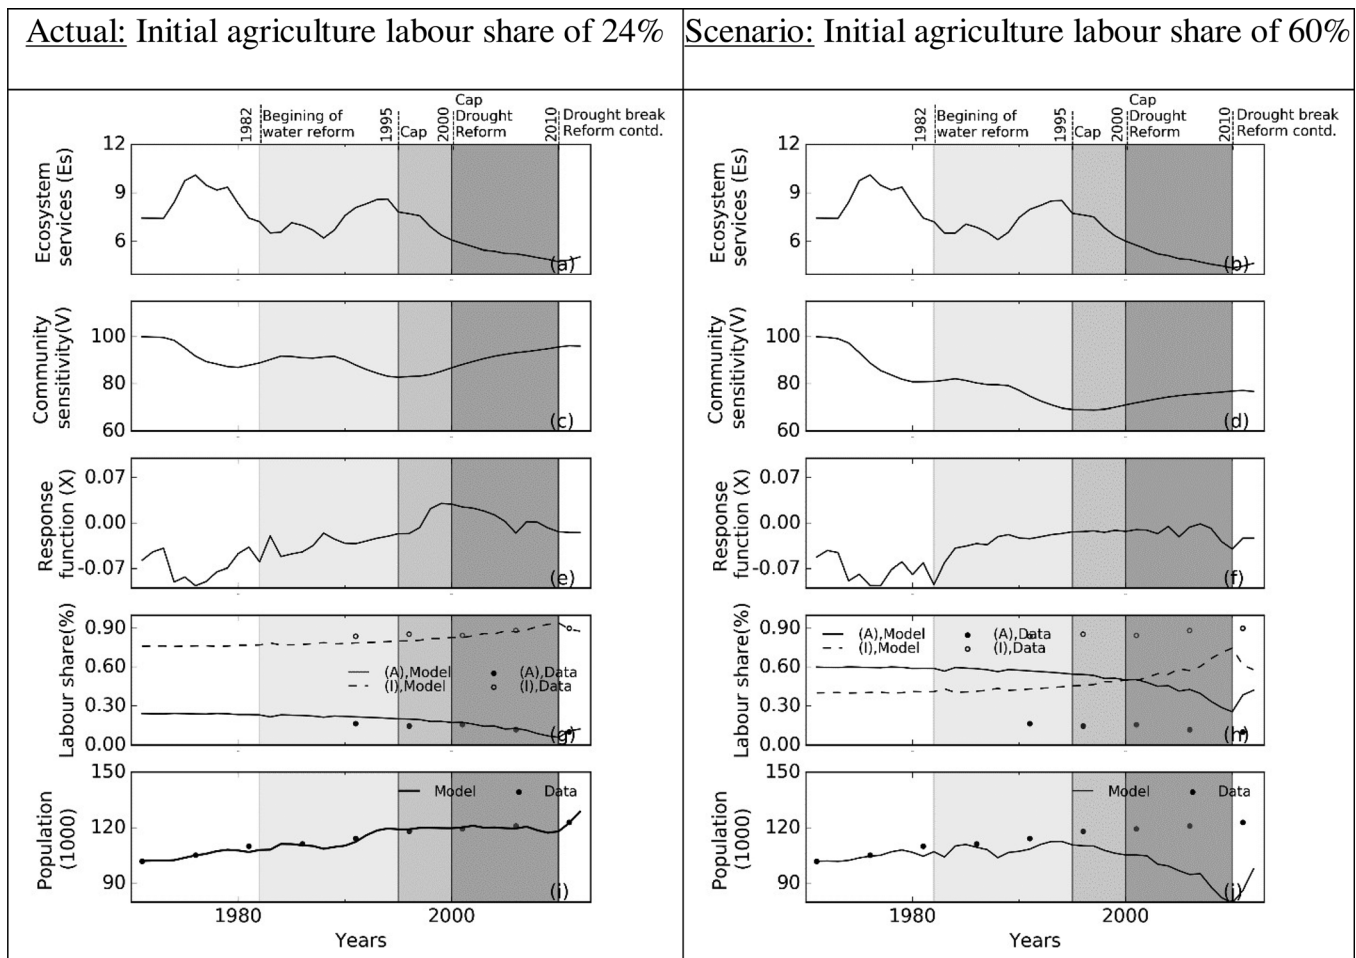 Actual: Initial agriculture labour share of 24%
Scenario: Initial agriculture labour share of 60%
1982
Begining of
water reform
1995
Cap
2000
Cap
Drought
Reform
2010
Drought break
Reform contd.
Ecosystem
services (Es)
12
9
6
(a)
Community
sensitivity(V)
100
80
60
(c)
Response
function (X)
0.07
0.00
-0.07
(e)
Labour share(%)
0.90
0.60
0.30
0.00
(A),Model
(A),Data
(I),Model
(I),Data
(g)
Population
(1000)
150
120
90
Model
Data
(i)
1980
2000
Years
1982
Begining of
water reform
1995
Cap
2000
Cap
Drought
Reform
2010
Drought break
Reform contd.
Ecosystem
services (Es)
12
9
6
(b)
Community
sensitivity(V)
100
80
60
(d)
Response
function (X)
0.07
0.00
-0.07
(f)
Labour share(%)
0.90
0.60
0.30
0.00
(A),Model
(A),Data
(I),Model
(I),Data
(h)
Population
(1000)
150
120
90
Model
Data
(j)
1980
2000
Years